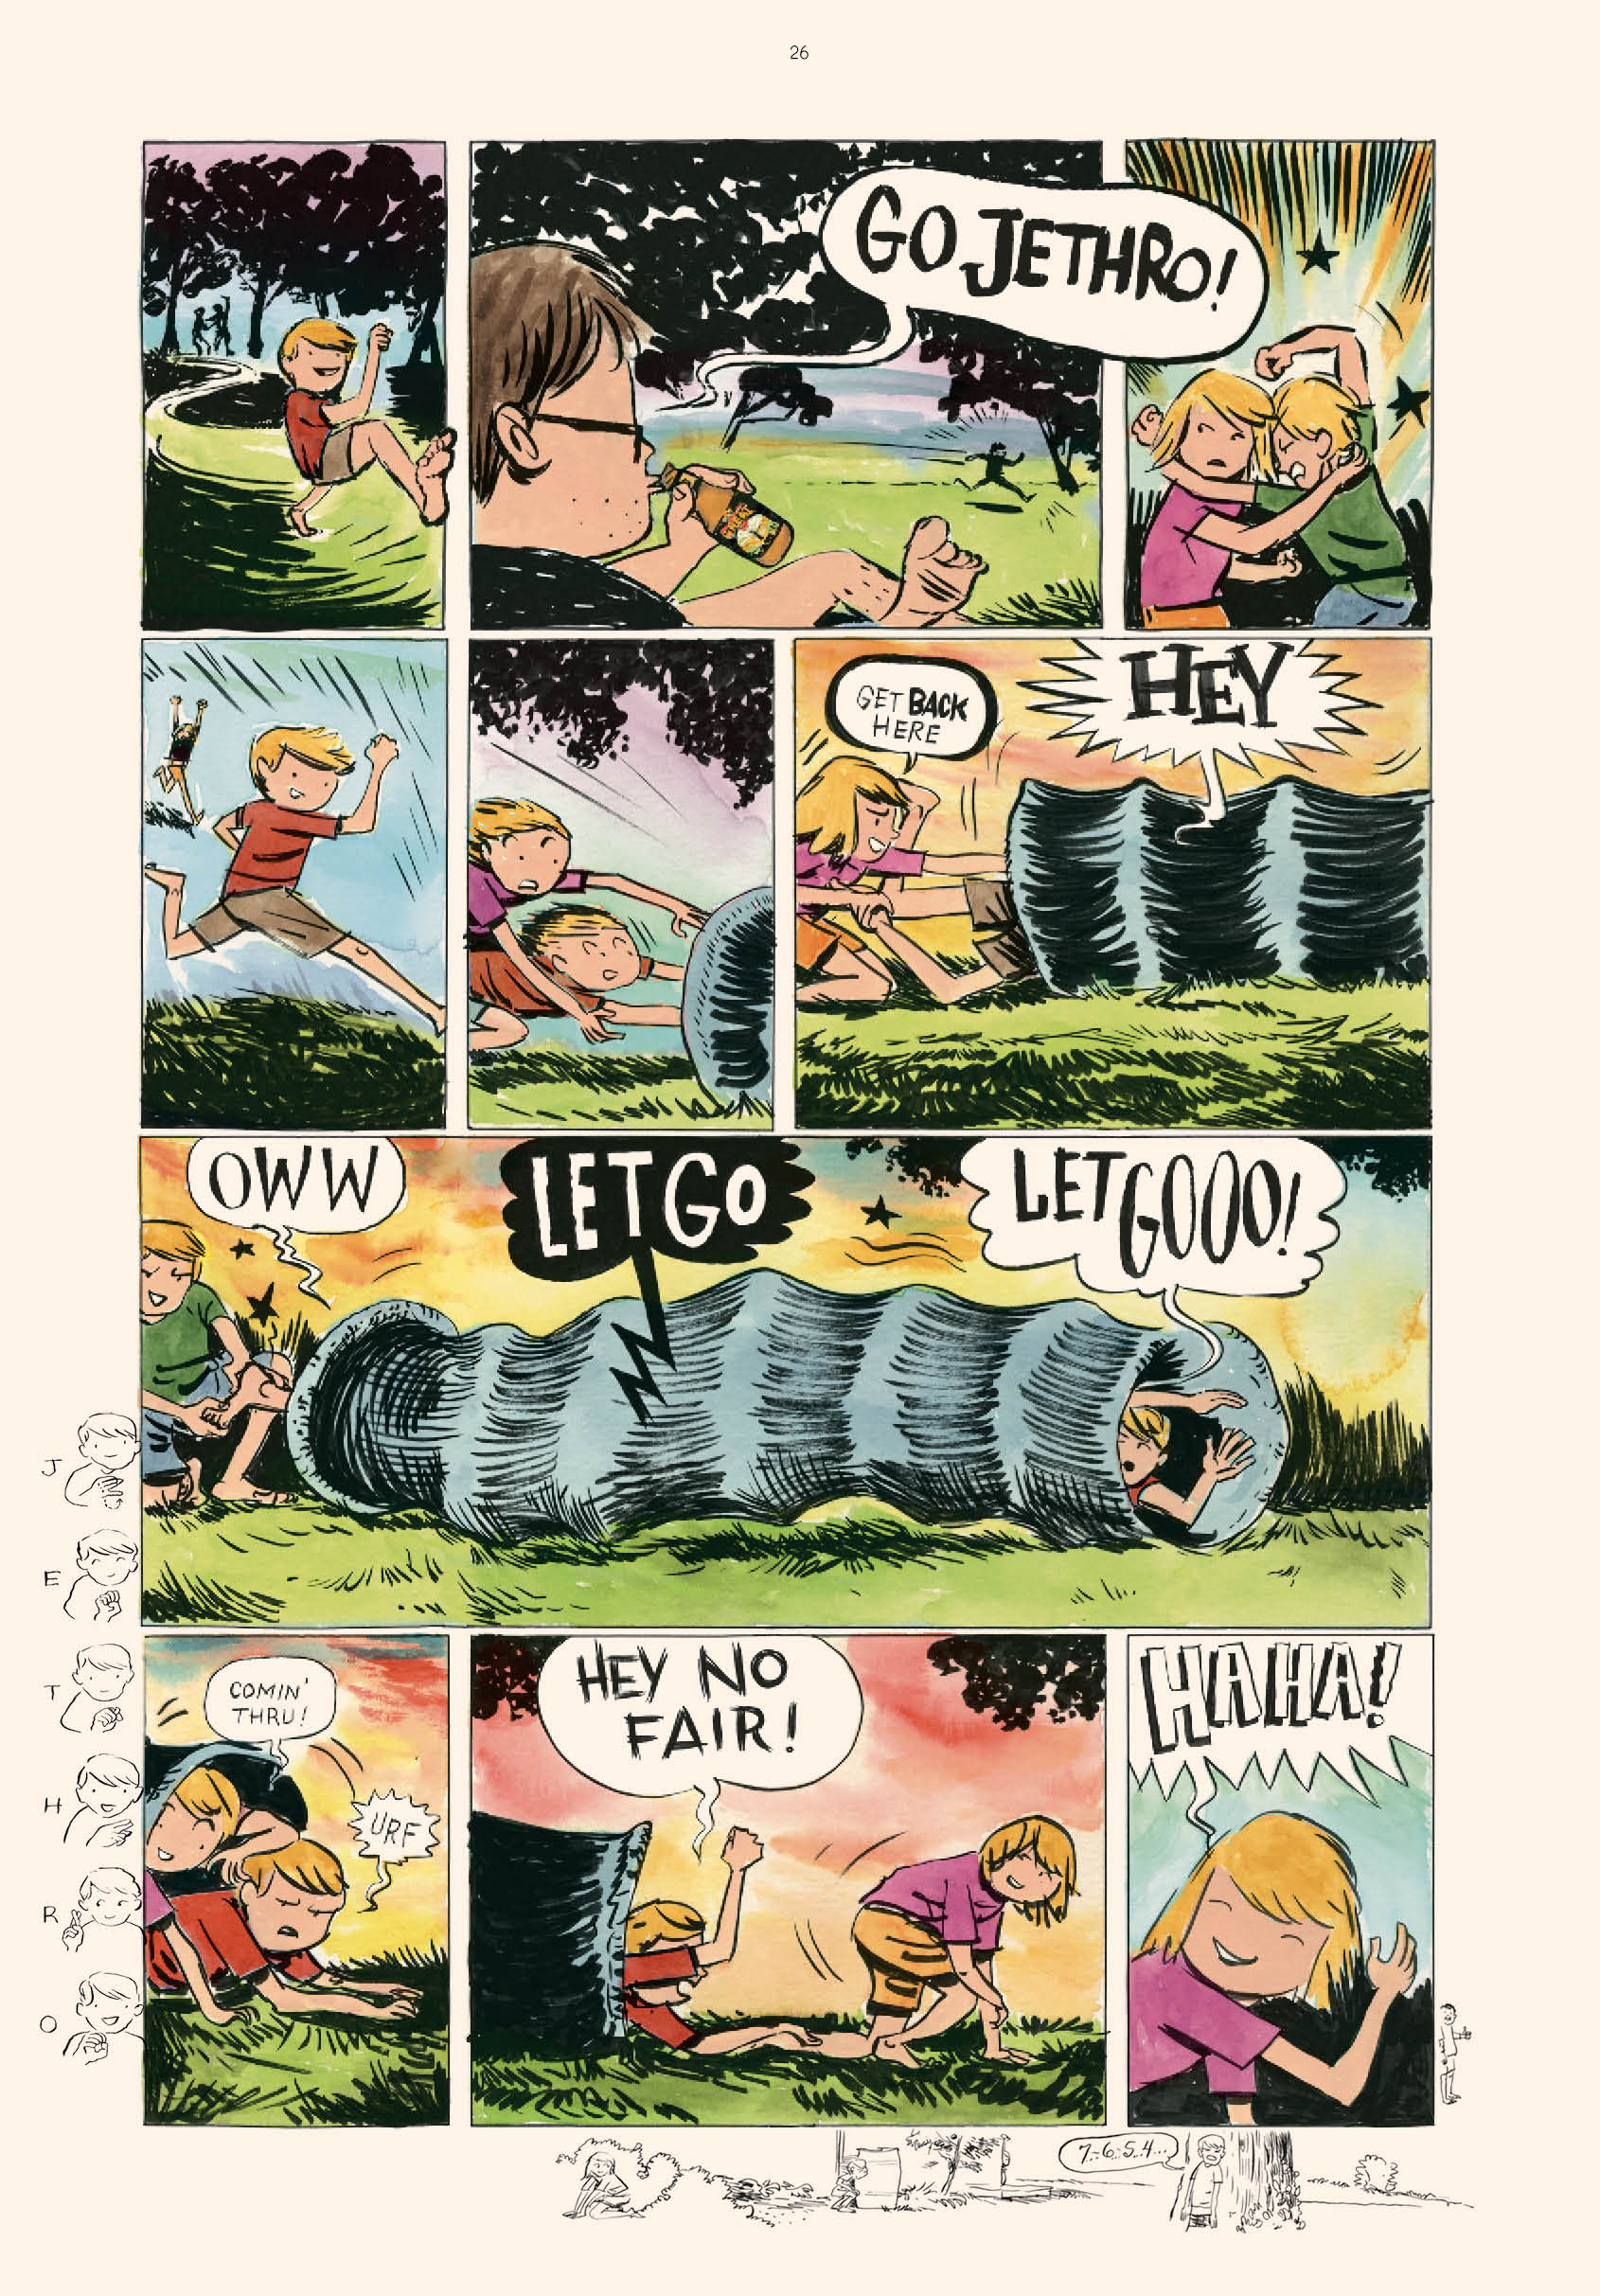 26
GO JETHRO!
GET BACK
HERE
HEY
OWW
LET GO
LET GOOO!
J
E
T
H
R
O
COMIN'
THRU!
URF
HEY NO
FAIR!
HAHA!
7-6-5-4...